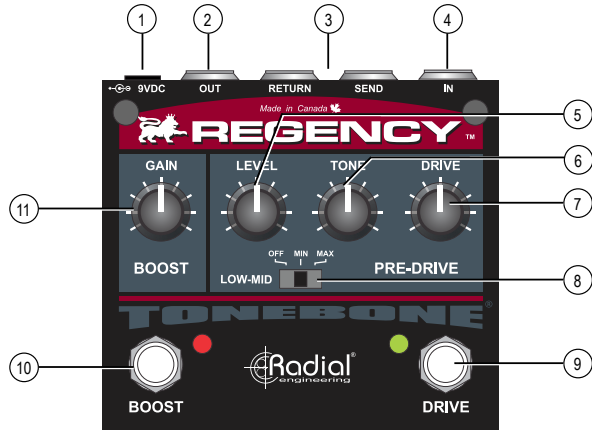 1 2 3 4
9VDC OUT RETURN SEND IN
Made in Canada
REGENCY TM
5
GAIN LEVEL TONE DRIVE
6
11
7
OFF MIN MAX
BOOST LOW-MID PRE-DRIVE
8
TONEBONE®
Radial®
engineering
10
9
BOOST DRIVE